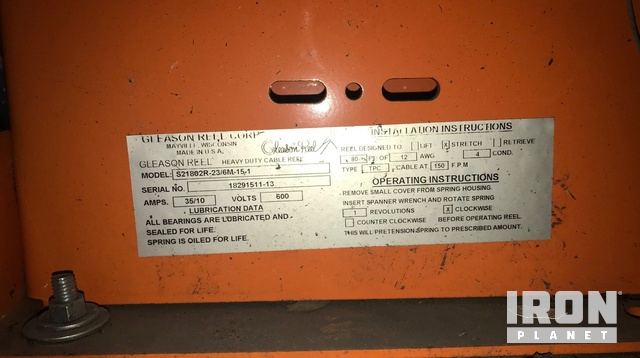 GLEASON REEL CORP
MAYVILLE, WISCONSIN
MADE IN U.S.A.
Gleason Reel
GLEASON REEL HEAVY DUTY CABLE REEL
MODEL: S21802R-23/6M-15-1
SERIAL NO. 18291511-13
AMPS. 35/10 VOLTS 600
LUBRICATION DATA
ALL BEARINGS ARE LUBRICATED AND
SEALED FOR LIFE.
SPRING IS OILED FOR LIFE.
INSTALLATION INSTRUCTIONS
REEL DESIGNED TO LIFT X STRETCH RETRIEVE
80 FT OF 12 AWG 4 COND.
TYPE TPC CABLE AT 150 F.P.M.
OPERATING INSTRUCTIONS
REMOVE SMALL COVER FROM SPRING HOUSING.
INSERT SPANNER WRENCH AND ROTATE SPRING
1 REVOLUTIONS X CLOCKWISE
COUNTER CLOCKWISE BEFORE OPERATING REEL.
THIS WILL PRETENSION SPRING TO PRESCRIBED AMOUNT.
IRON
PLANET